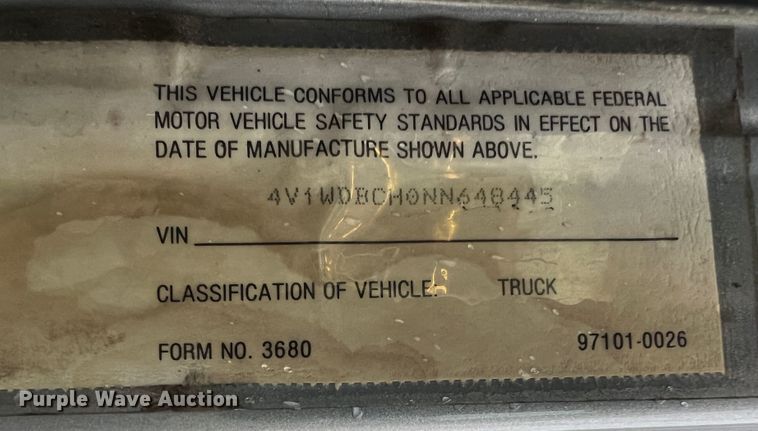 THIS VEHICLE CONFORMS TO ALL APPLICABLE FEDERAL
MOTOR VEHICLE SAFETY STANDARDS IN EFFECT ON THE
DATE OF MANUFACTURE SHOWN ABOVE.
4V1WDBCH0NN648445
VIN
CLASSIFICATION OF VEHICLE: TRUCK
FORM NO. 3680 97101-0026
Purple Wave Auction